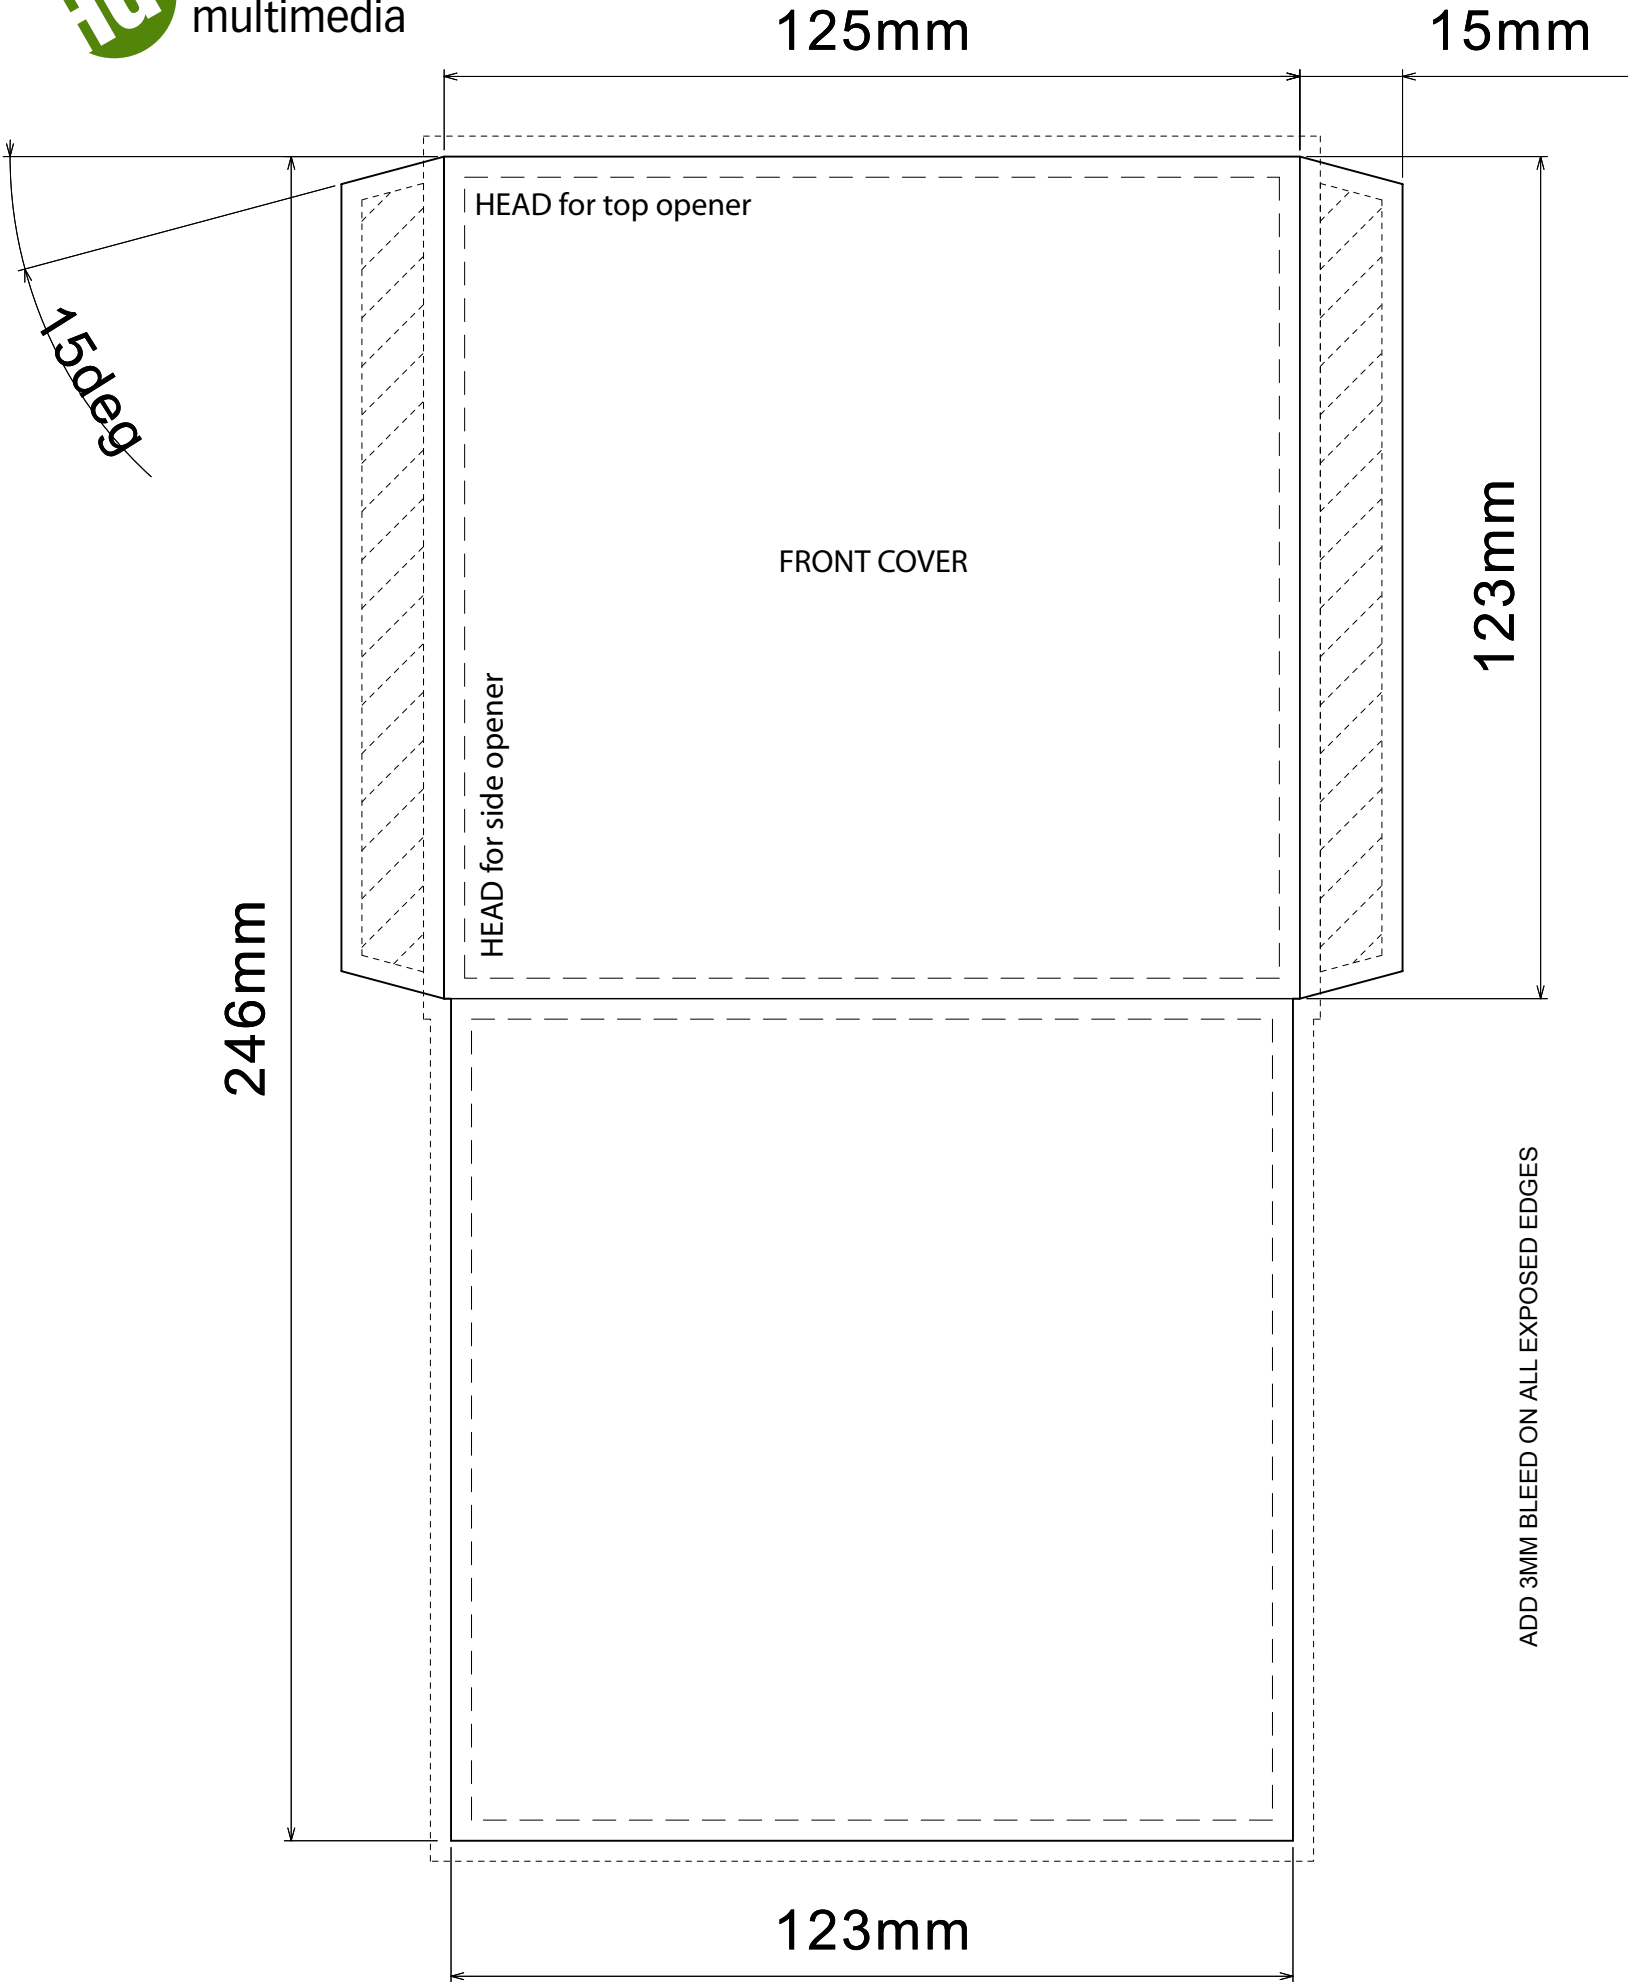 multimedia
125mm
15mm
HEAD for top opener
15deg
FRONT COVER
123mm
HEAD for side opener
246mm
ADD 3MM BLEED ON ALL EXPOSED EDGES
123mm